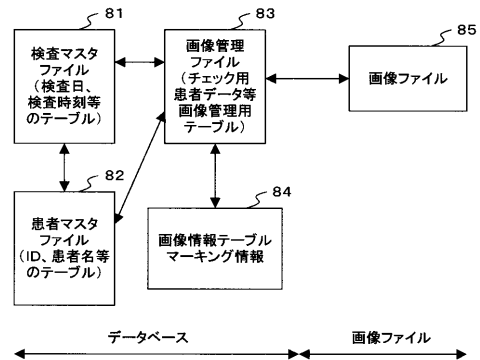 81
検査マスタ
ファイル
(検査日、
検査時刻等
のテーブル)
83
画像管理
ファイル
(チェック用
患者データ等
画像管理用
テーブル)
85
画像ファイル
82
患者マスタ
ファイル
(ID、患者名等
のテーブル)
84
画像情報テーブル
マーキング情報
データベース
画像ファイル